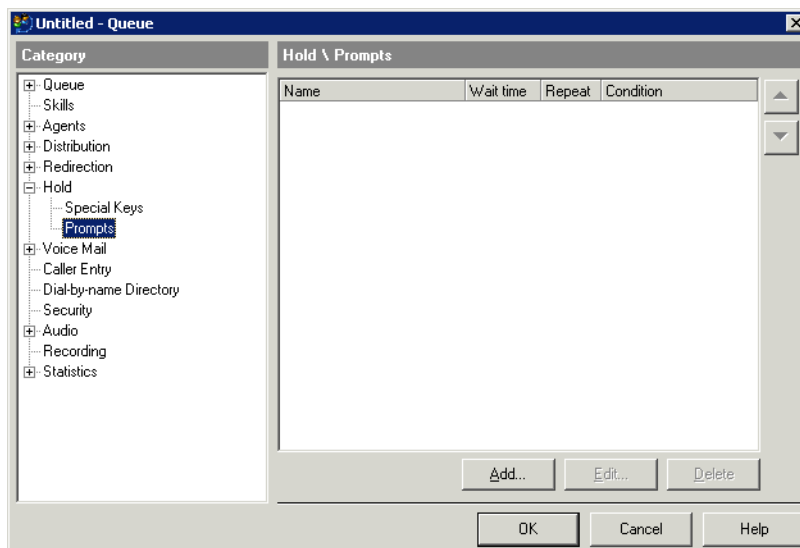 Untitled - Queue
Category
Queue
Skills
Agents
Distribution
Redirection
Hold
Special Keys
Prompts
Voice Mail
Caller Entry
Dial-by-name Directory
Security
Audio
Recording
Statistics
Hold \ Prompts
Name Wait time Repeat Condition
Add... Edit... Delete
OK Cancel Help